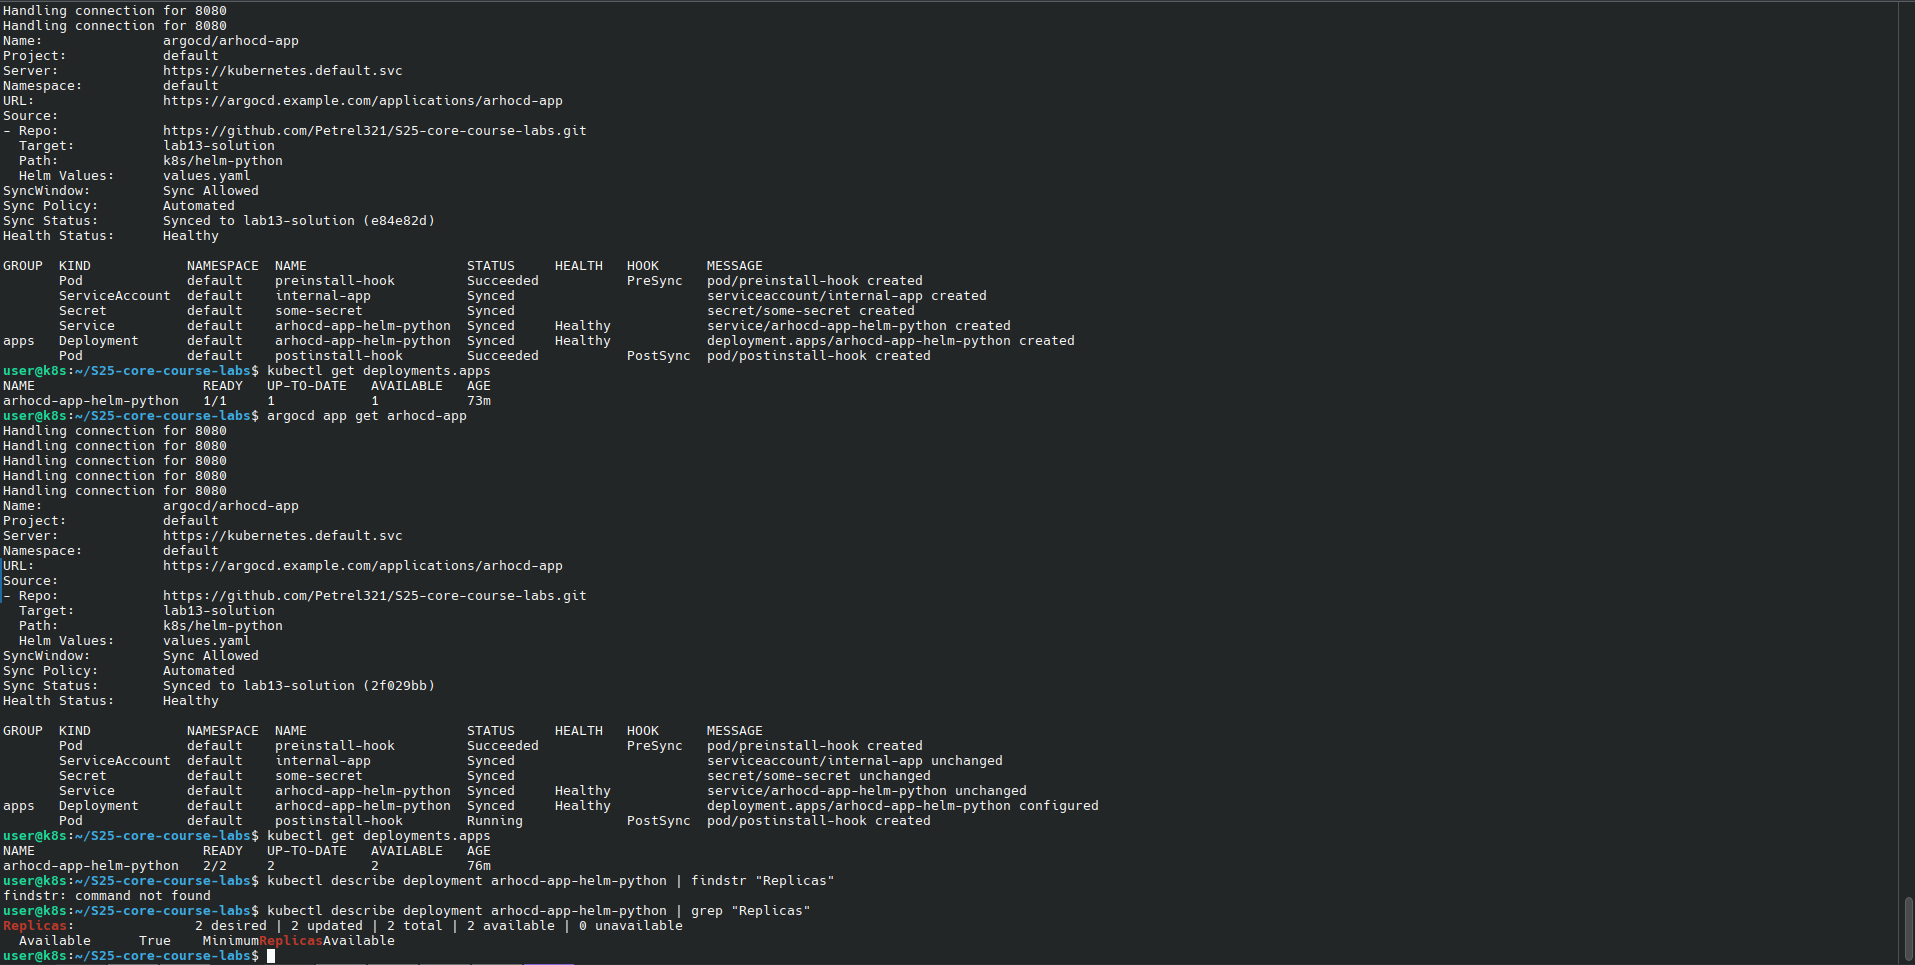 Handling connection for 8080
Handling connection for 8080
Name:               argocd/arhocd-app
Project:            default
Server:             https://kubernetes.default.svc
Namespace:          default
URL:                https://argocd.example.com/applications/arhocd-app
Source:
- Repo:             https://github.com/Petrel321/S25-core-course-labs.git
  Target:           lab13-solution
  Path:             k8s/helm-python
  Helm Values:      values.yaml
SyncWindow:         Sync Allowed
Sync Policy:        Automated
Sync Status:        Synced to lab13-solution (e84e82d)
Health Status:      Healthy

GROUP  KIND            NAMESPACE  NAME                    STATUS     HEALTH   HOOK      MESSAGE
       Pod             default    preinstall-hook         Succeeded           PreSync   pod/preinstall-hook created
       ServiceAccount  default    internal-app            Synced                        serviceaccount/internal-app created
       Secret          default    some-secret             Synced                        secret/some-secret created
       Service         default    arhocd-app-helm-python  Synced     Healthy            service/arhocd-app-helm-python created
apps   Deployment      default    arhocd-app-helm-python  Synced     Healthy            deployment.apps/arhocd-app-helm-python created
       Pod             default    postinstall-hook        Succeeded           PostSync  pod/postinstall-hook created
user@k8s:~/S25-core-course-labs$ kubectl get deployments.apps
NAME                     READY   UP-TO-DATE   AVAILABLE   AGE
arhocd-app-helm-python   1/1     1            1           73m
user@k8s:~/S25-core-course-labs$ argocd app get arhocd-app
Handling connection for 8080
Handling connection for 8080
Handling connection for 8080
Handling connection for 8080
Handling connection for 8080
Name:               argocd/arhocd-app
Project:            default
Server:             https://kubernetes.default.svc
Namespace:          default
URL:                https://argocd.example.com/applications/arhocd-app
Source:
- Repo:             https://github.com/Petrel321/S25-core-course-labs.git
  Target:           lab13-solution
  Path:             k8s/helm-python
  Helm Values:      values.yaml
SyncWindow:         Sync Allowed
Sync Policy:        Automated
Sync Status:        Synced to lab13-solution (2f029bb)
Health Status:      Healthy

GROUP  KIND            NAMESPACE  NAME                    STATUS     HEALTH   HOOK      MESSAGE
       Pod             default    preinstall-hook         Succeeded           PreSync   pod/preinstall-hook created
       ServiceAccount  default    internal-app            Synced                        serviceaccount/internal-app unchanged
       Secret          default    some-secret             Synced                        secret/some-secret unchanged
       Service         default    arhocd-app-helm-python  Synced     Healthy            service/arhocd-app-helm-python unchanged
apps   Deployment      default    arhocd-app-helm-python  Synced     Healthy            deployment.apps/arhocd-app-helm-python configured
       Pod             default    postinstall-hook        Running             PostSync  pod/postinstall-hook created
user@k8s:~/S25-core-course-labs$ kubectl get deployments.apps
NAME                     READY   UP-TO-DATE   AVAILABLE   AGE
arhocd-app-helm-python   2/2     2            2           76m
user@k8s:~/S25-core-course-labs$ kubectl describe deployment arhocd-app-helm-python | findstr "Replicas"
findstr: command not found
user@k8s:~/S25-core-course-labs$ kubectl describe deployment arhocd-app-helm-python | grep "Replicas"
Replicas:               2 desired | 2 updated | 2 total | 2 available | 0 unavailable
  Available      True    MinimumReplicasAvailable
user@k8s:~/S25-core-course-labs$